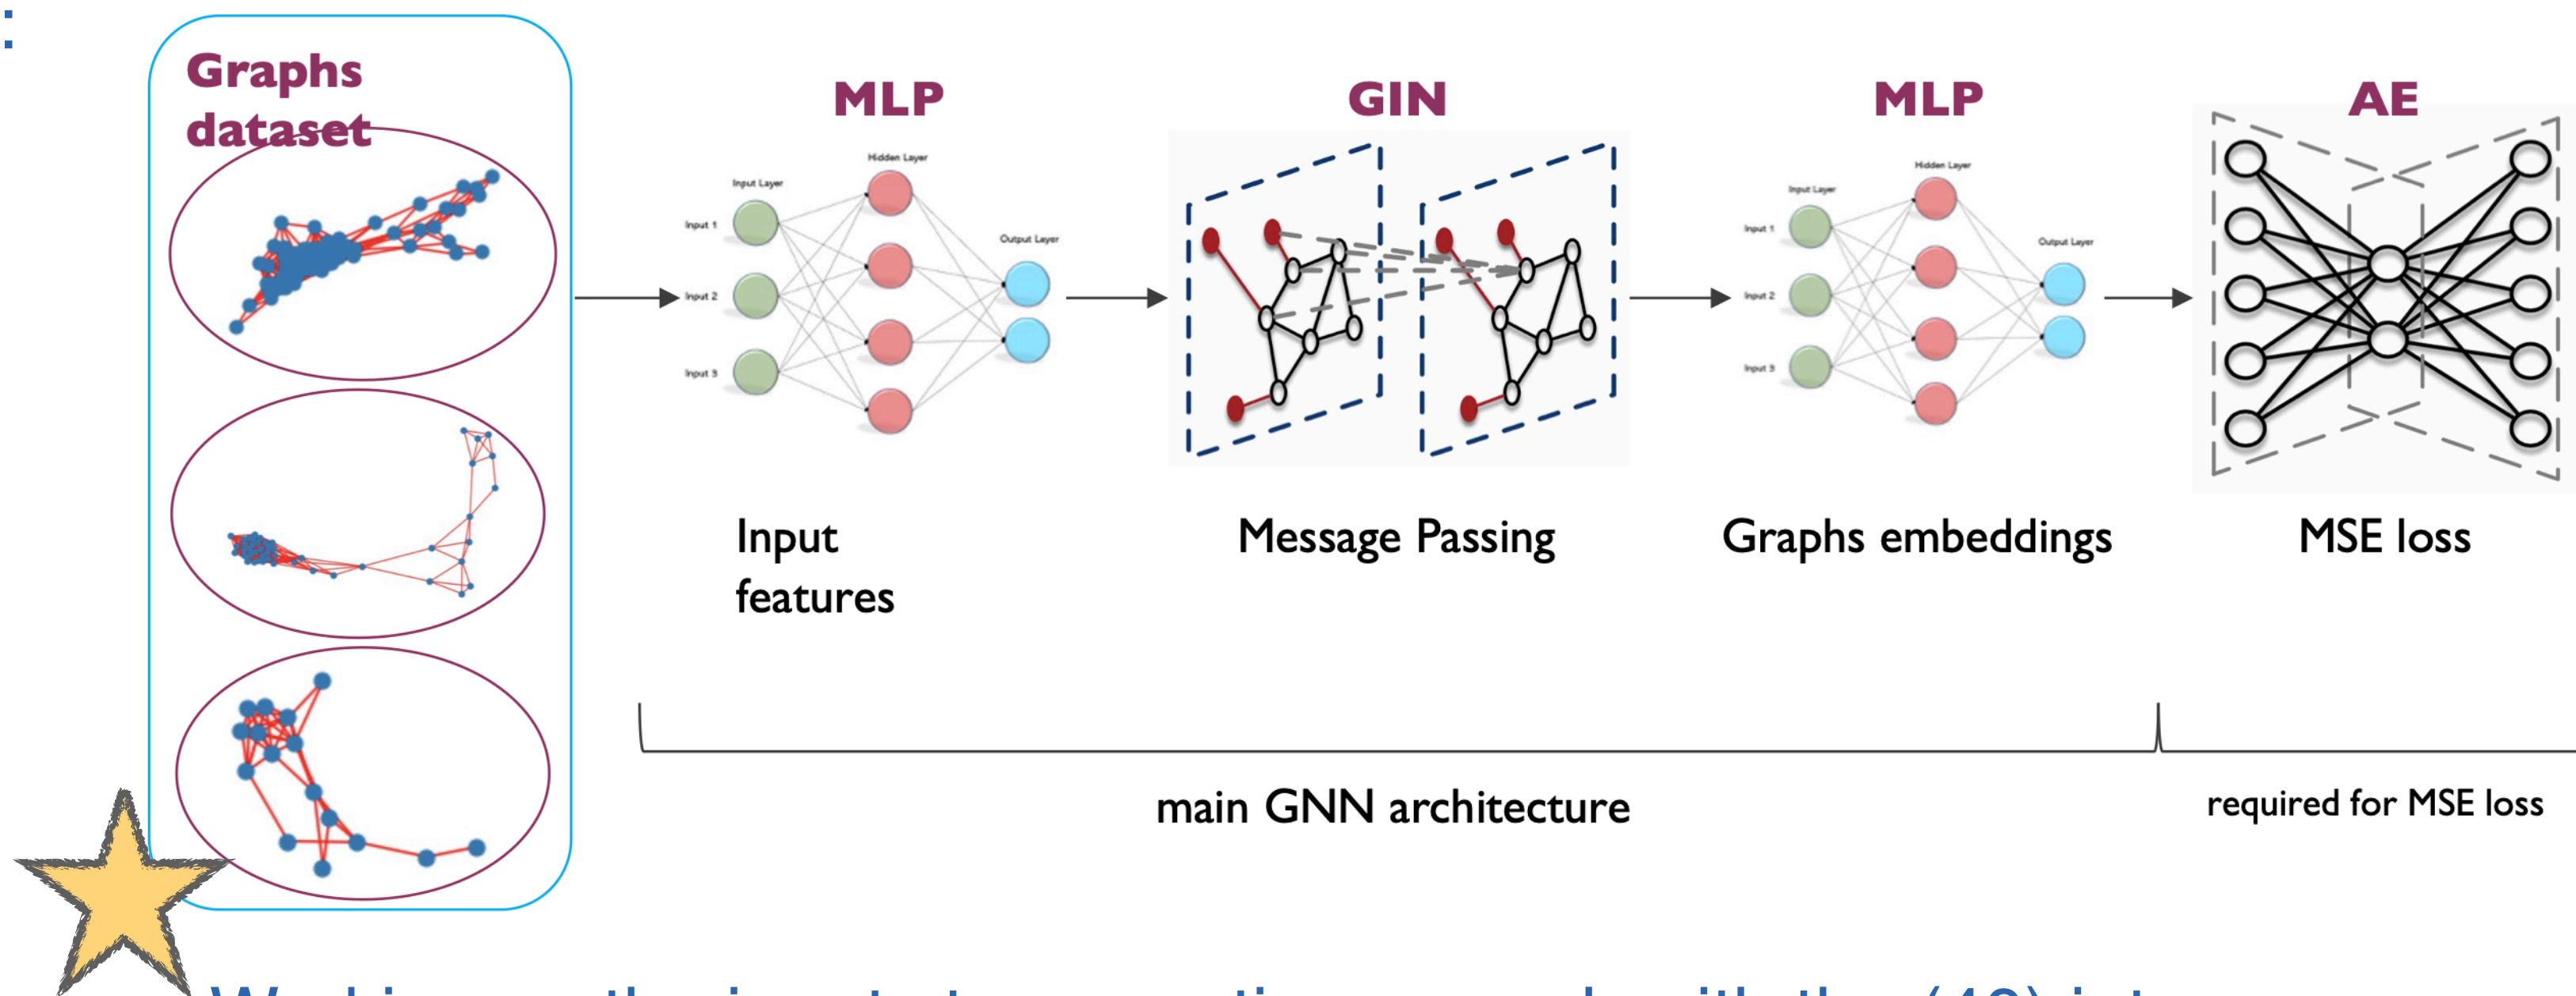 :
Graphs
dataset
MLP
GIN
MLP
AE
Input Layer
Hidden Layer
Output Layer
Input 1
Input 2
Input 3
Input Layer
Hidden Layer
Output Layer
Input 1
Input 2
Input 3
Input
features
Message Passing
Graphs embeddings
MSE loss
main GNN architecture
required for MSE loss